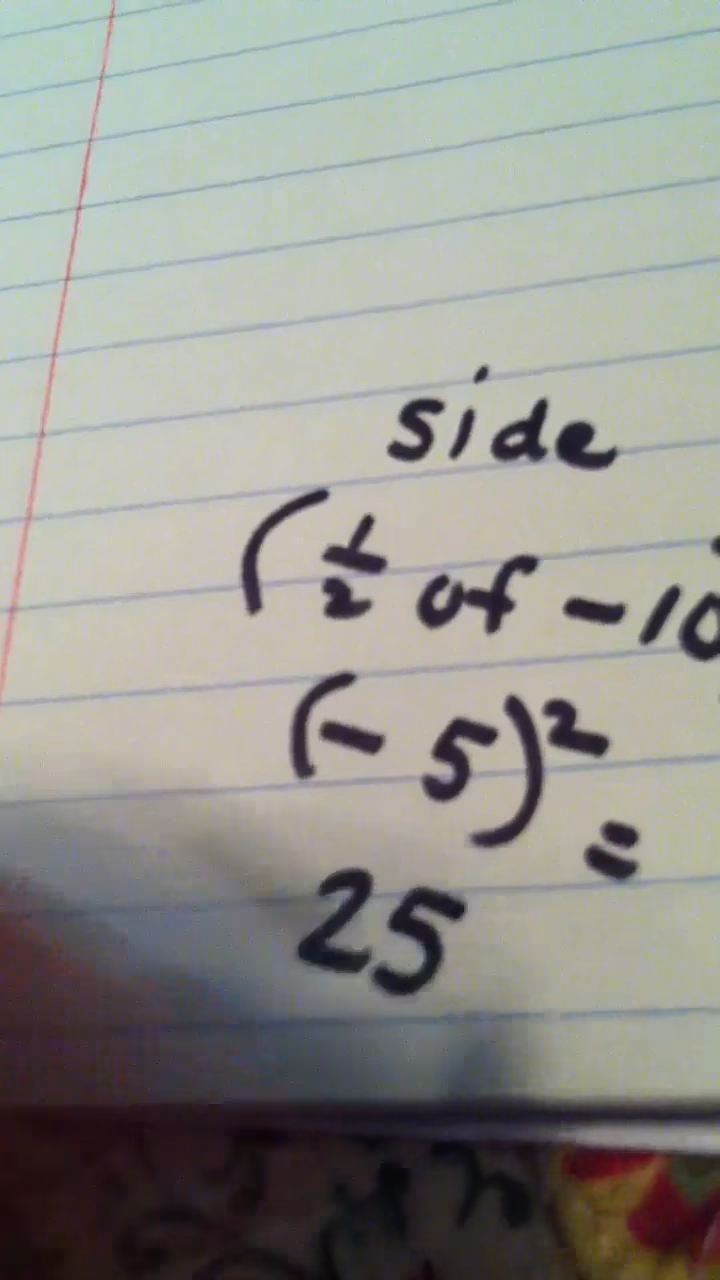 side
(1/2 of -10
(-5)² =
25